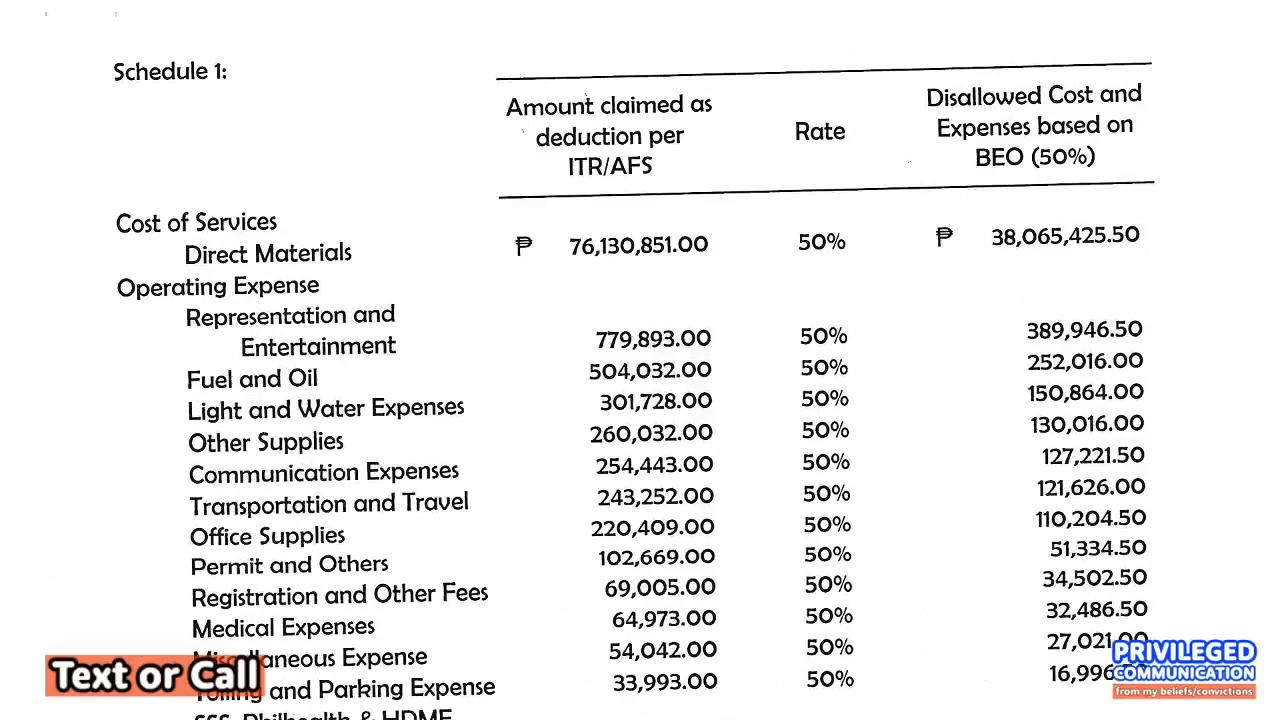 Schedule 1:
Amount claimed as deduction per ITR/AFS
Rate
Disallowed Cost and Expenses based on BEO (50%)
Cost of Services
Direct Materials ₱ 76,130,851.00 50% ₱ 38,065,425.50
Operating Expense
Representation and
Entertainment 779,893.00 50% 389,946.50
Fuel and Oil 504,032.00 50% 252,016.00
Light and Water Expenses 301,728.00 50% 150,864.00
Other Supplies 260,032.00 50% 130,016.00
Communication Expenses 254,443.00 50% 127,221.50
Transportation and Travel 243,252.00 50% 121,626.00
Office Supplies 220,409.00 50% 110,204.50
Permit and Others 102,669.00 50% 51,334.50
Registration and Other Fees 69,005.00 50% 34,502.50
Medical Expenses 64,973.00 50% 32,486.50
Miscellaneous Expense 54,042.00 50% 27,021.00
and Parking Expense 33,993.00 50%
SSS, Philhealth & HDMF
Text or Call
PRIVILEGED
COMMUNICATION
from my beliefs/convictions